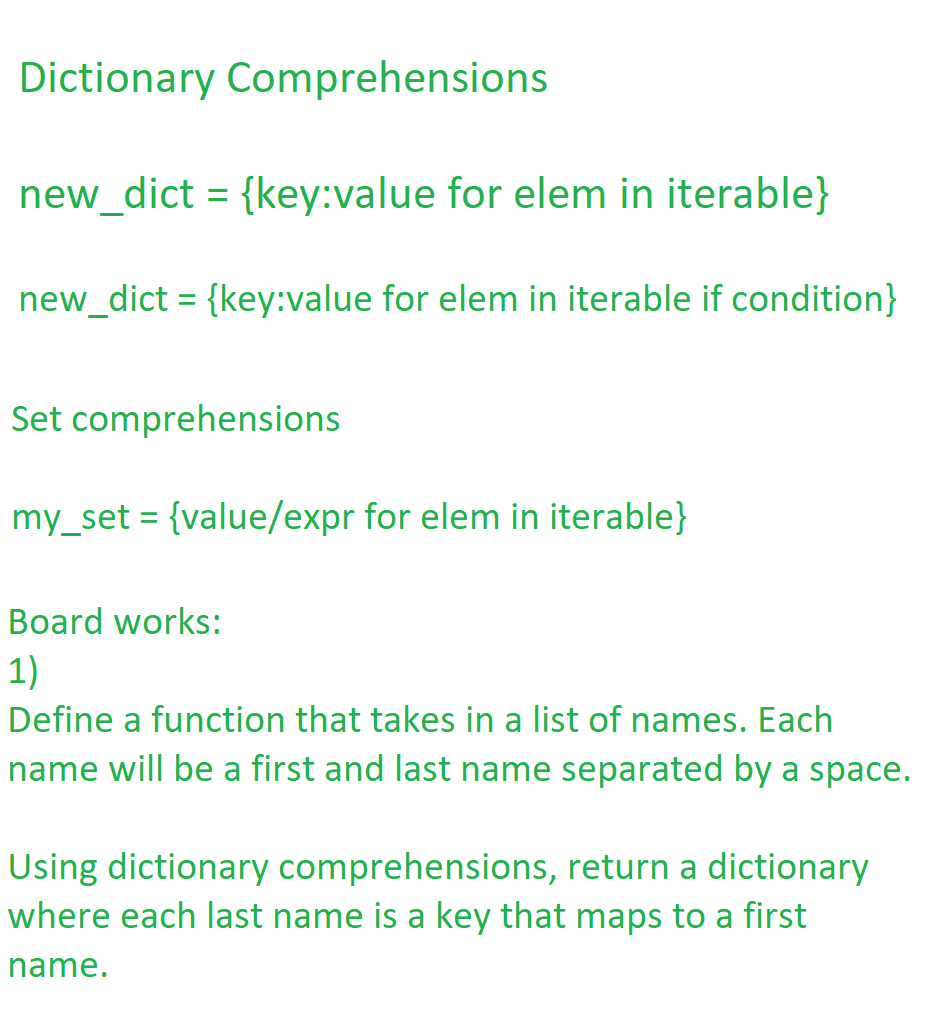 Dictionary Comprehensions
new_dict = {key:value for elem in iterable}
new_dict = {key:value for elem in iterable if condition}
Set comprehensions
my_set = {value/expr for elem in iterable}
Board works:
1)
Define a function that takes in a list of names. Each
name will be a first and last name separated by a space.
Using dictionary comprehensions, return a dictionary
where each last name is a key that maps to a first
name.